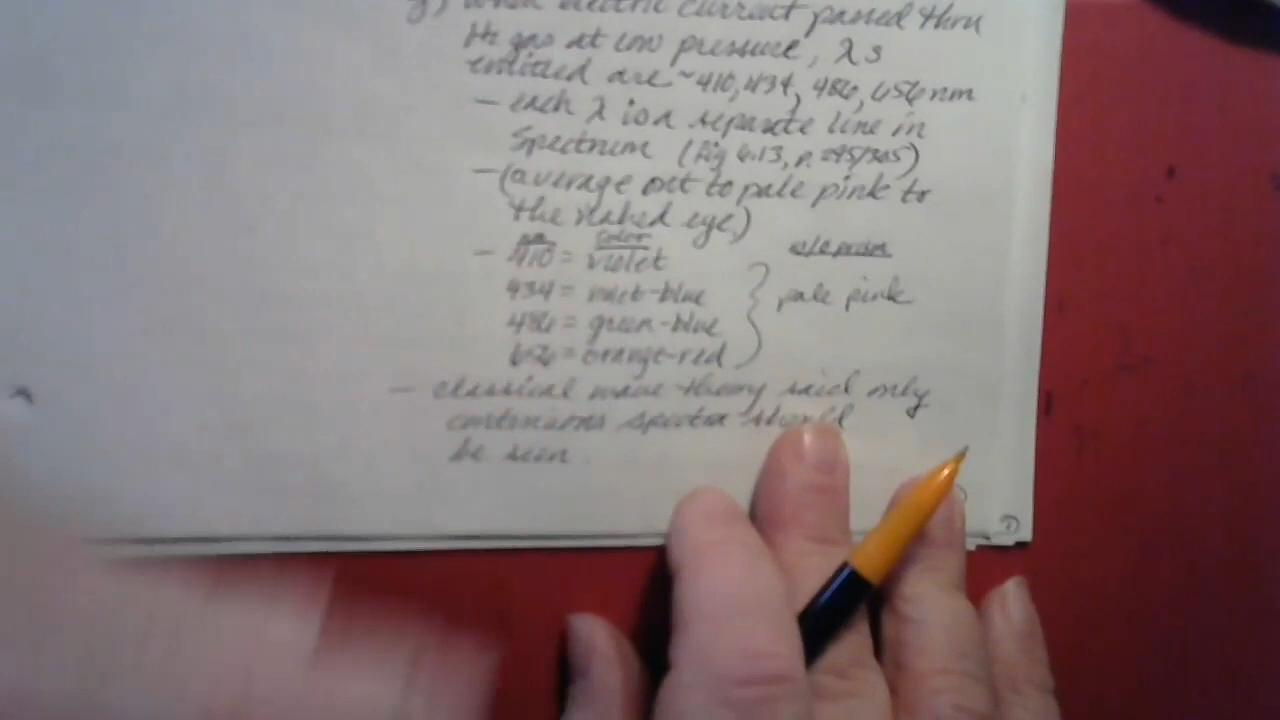 g) when electric current passed thru
H2 gas at low pressure, λs
emitted are ~410, 434, 486, 656 nm
- each λ is a separate line in
Spectrum (fig 6.13, p. 295/305)
- (average out to pale pink to
the naked eye)
nm color w/o prism
- 410 = violet
434 = violet-blue } pale pink
486 = green-blue
656 = orange-red
- classical wave theory said only
continuous spectra should
be seen.